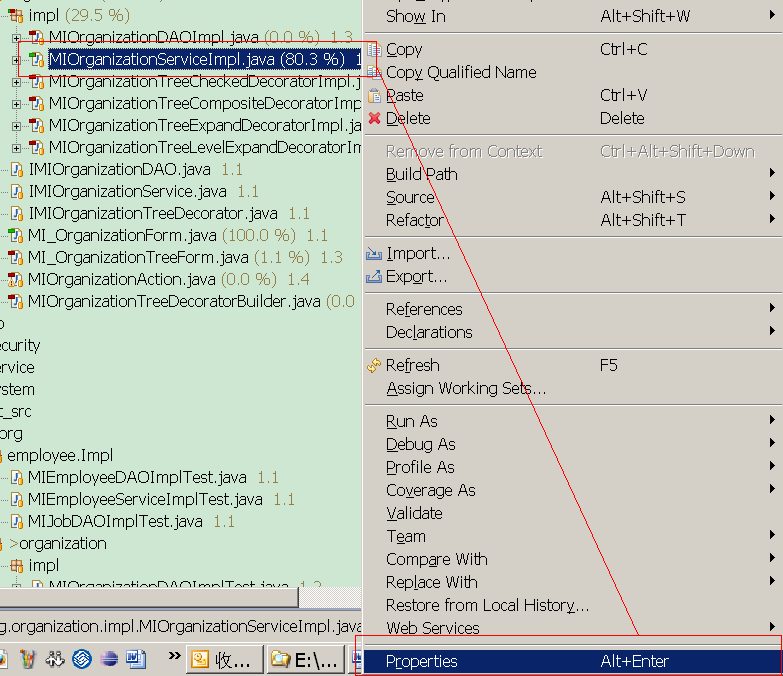 impl (29.5 %)
MIOrganizationDAOImpl.java (0.0 %) 1.3
MIOrganizationServiceImpl.java (80.3 %) 1
MIOrganizationTreeCheckedDecoratorImpl.j
MIOrganizationTreeCompositeDecoratorImp
MIOrganizationTreeExpandDecoratorImpl.ja
MIOrganizationTreeLevelExpandDecoratorIm
IMIOrganizationDAO.java 1.1
IMIOrganizationService.java 1.1
IMIOrganizationTreeDecorator.java 1.1
MI_OrganizationForm.java (100.0 %) 1.1
MI_OrganizationTreeForm.java (1.1 %) 1.3
MIOrganizationAction.java (0.0 %) 1.4
MIOrganizationTreeDecoratorBuilder.java (0.0
o
ecurity
ervice
ystem
t_src
org
employee.Impl
MIEmployeeDAOImplTest.java 1.1
MIEmployeeServiceImplTest.java 1.1
MIJobDAOImplTest.java 1.1
>organization
impl
MIOrganizationDAOImplTest.java 1.2
g.organization.impl.MIOrganizationServiceImpl.java
» 收... E:\...
Show In Alt+Shift+W
Copy Ctrl+C
Copy Qualified Name
Paste Ctrl+V
Delete Delete
Remove from Context Ctrl+Alt+Shift+Down
Build Path
Source Alt+Shift+S
Refactor Alt+Shift+T
Import...
Export...
References
Declarations
Refresh F5
Assign Working Sets...
Run As
Debug As
Profile As
Coverage As
Validate
Team
Compare With
Replace With
Restore from Local History...
Web Services
Properties Alt+Enter